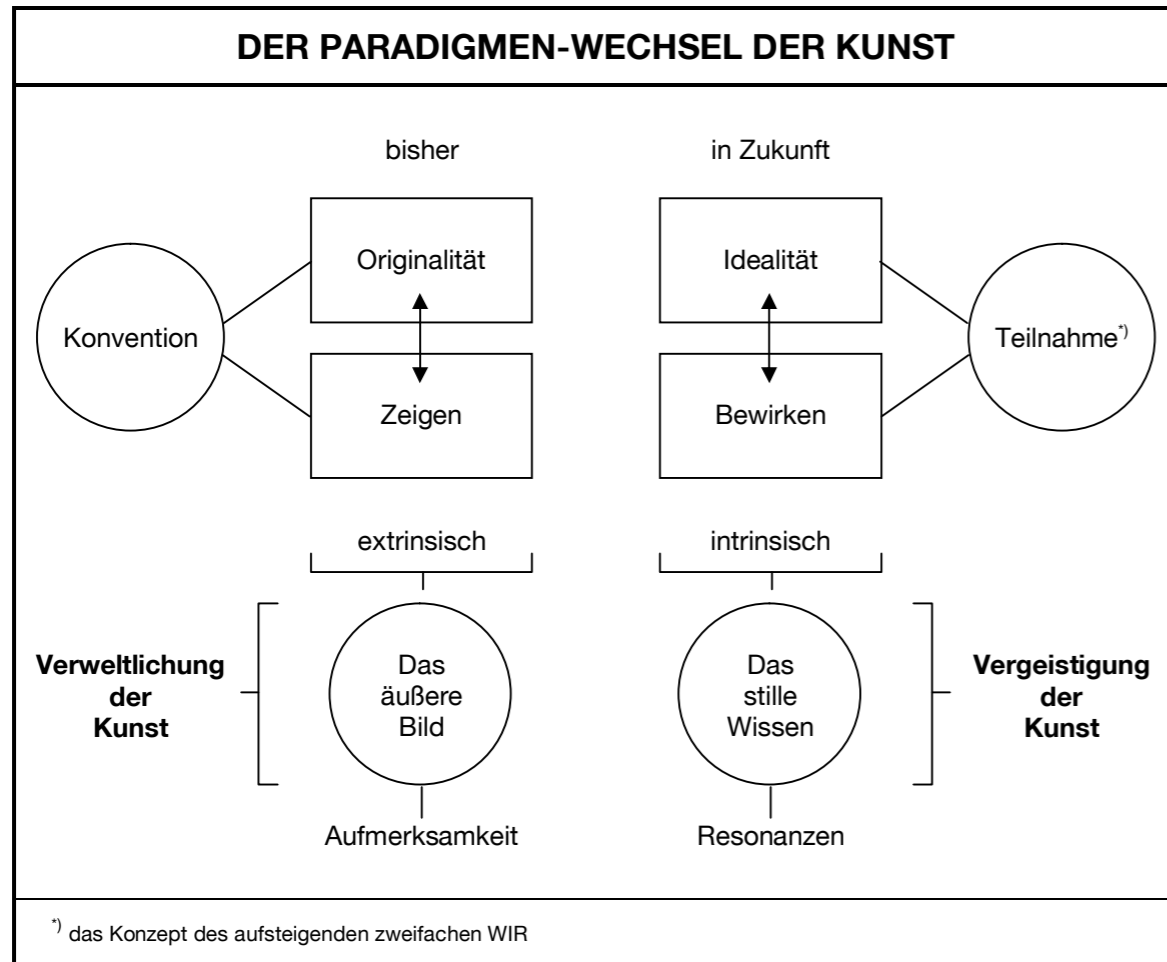 DER PARADIGMEN-WECHSEL DER KUNST
bisher
in Zukunft
Originalität
Idealität
Konvention
Teilnahme*)
Zeigen
Bewirken
extrinsisch
intrinsisch
Verweltlichung
der
Kunst
Das
äußere
Bild
Das
stille
Wissen
Vergeistigung
der
Kunst
Aufmerksamkeit
Resonanzen
*) das Konzept des aufsteigenden zweifachen WIR